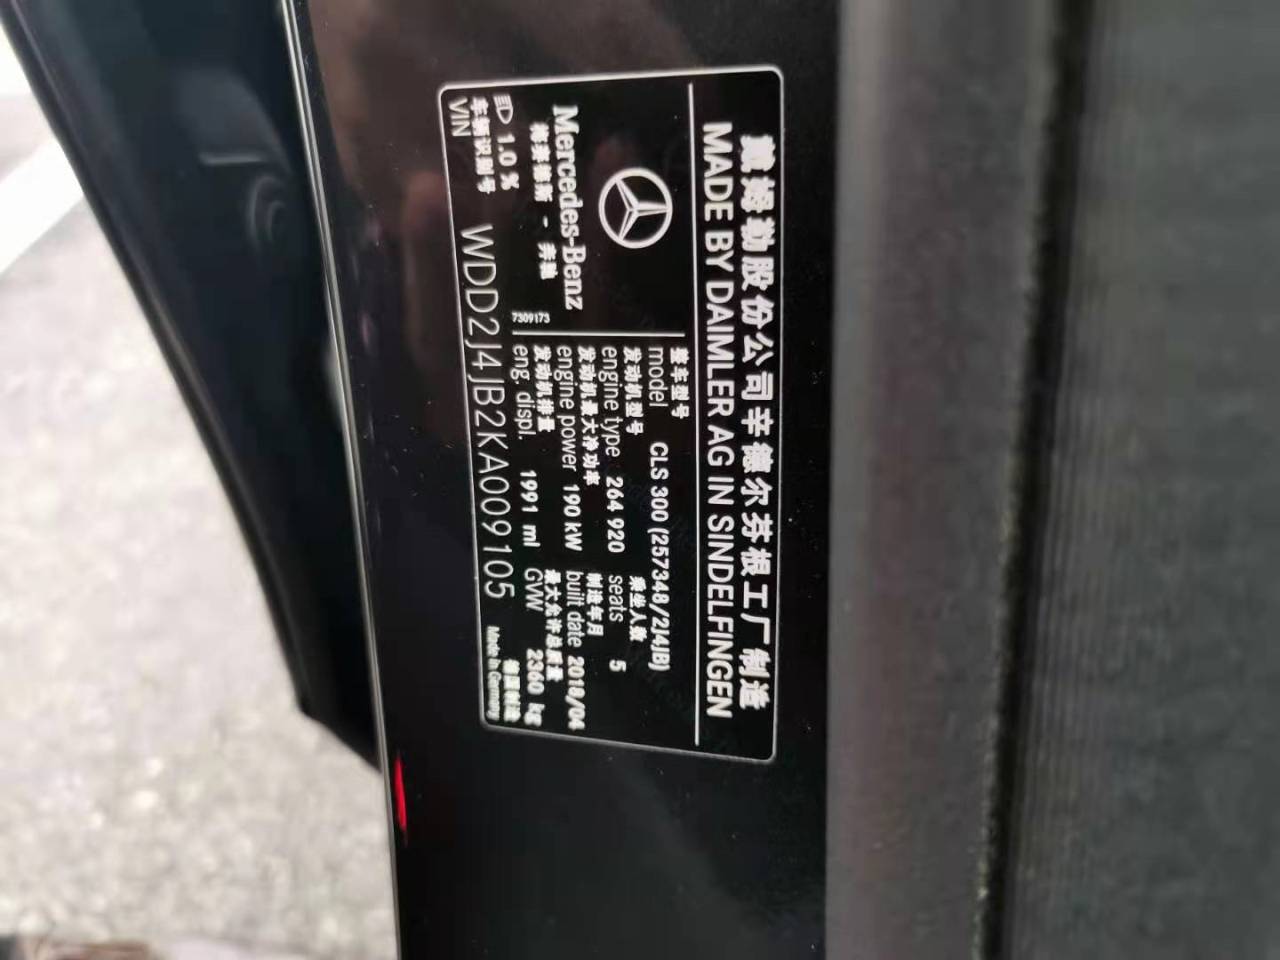 戴姆勒股份公司辛德尔芬根工厂制造
MADE BY DAIMLER AG IN SINDELFINGEN
Mercedes-Benz
梅赛德斯 - 奔驰
7309173
整车型号
model CLS 300 (257348/2J4JB)
发动机型号 乘坐人数
engine type 264 920 seats 5
发动机最大净功率 制造年月
engine power 190 kW built date 2018/04
发动机排量 最大允许总质量
eng. displ. 1991 ml GVW 2360 kg
1.0 %
车辆识别号 德国制造
VIN WDD2J4JB2KA009105 Made in Germany